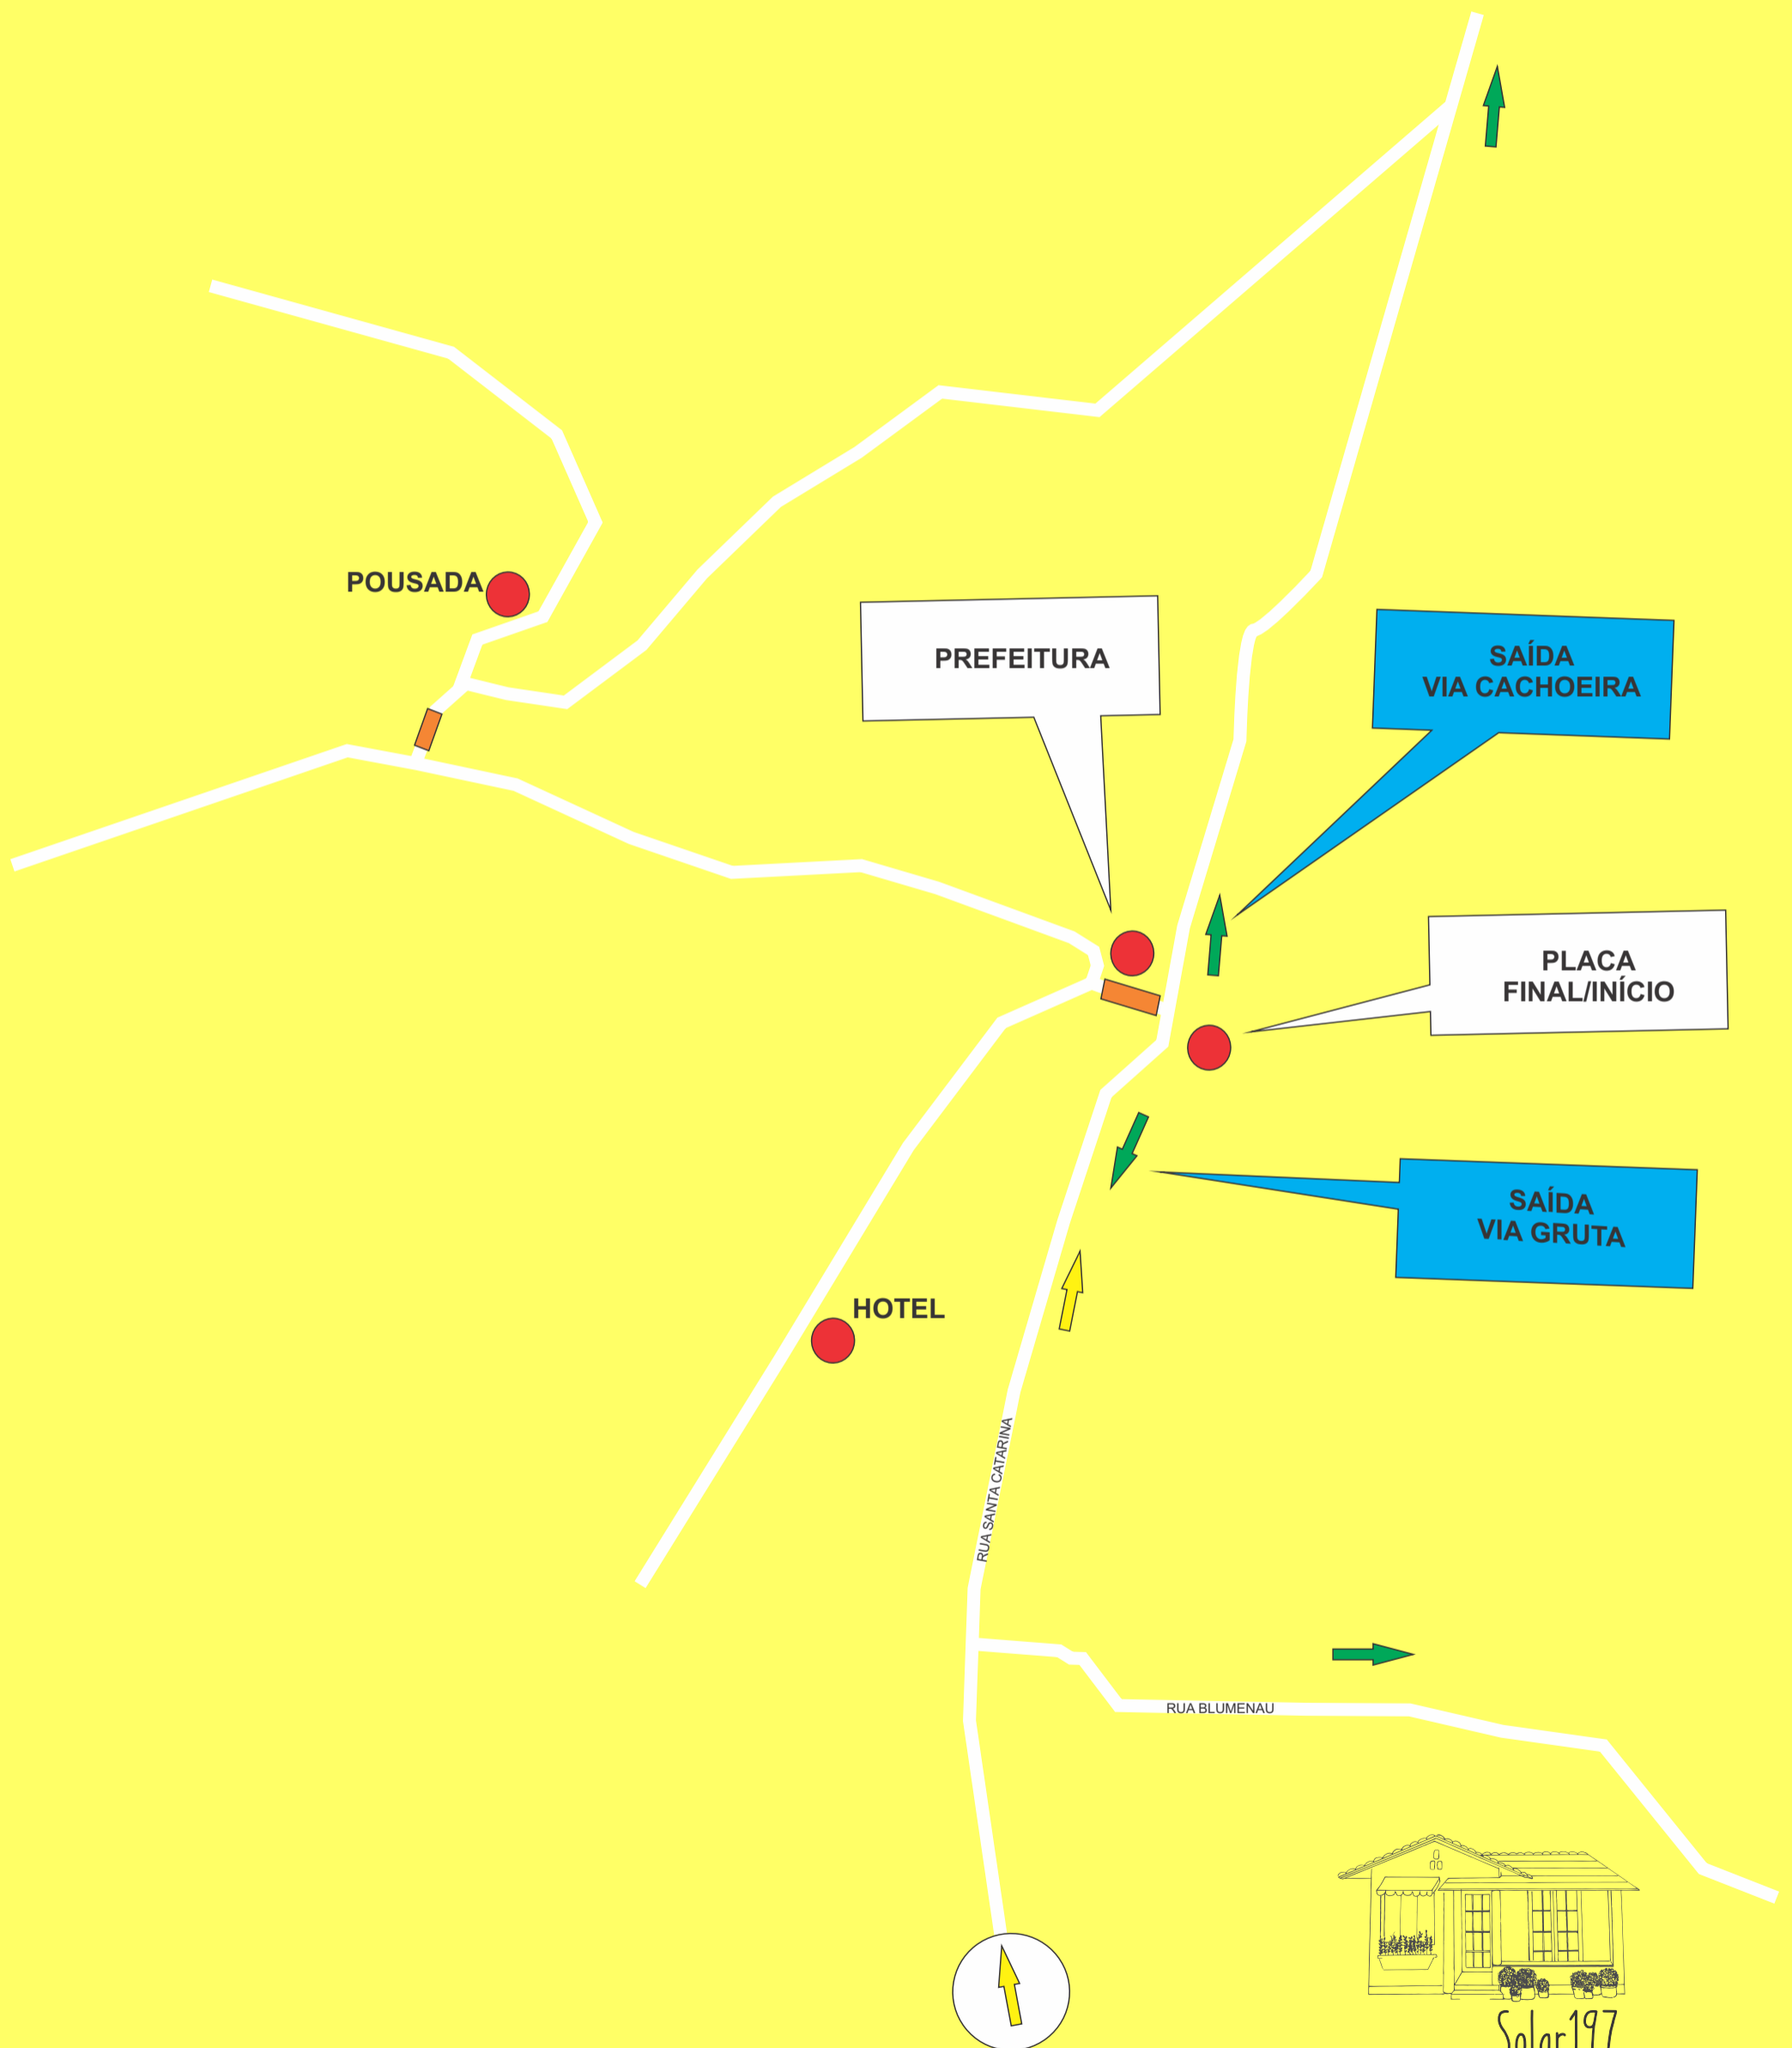 POUSADA
PREFEITURA
SAÍDA
VIA CACHOEIRA
PLACA
FINAL/INÍCIO
SAÍDA
VIA GRUTA
HOTEL
RUA SANTA CATARINA
RUA BLUMENAU
Solar197